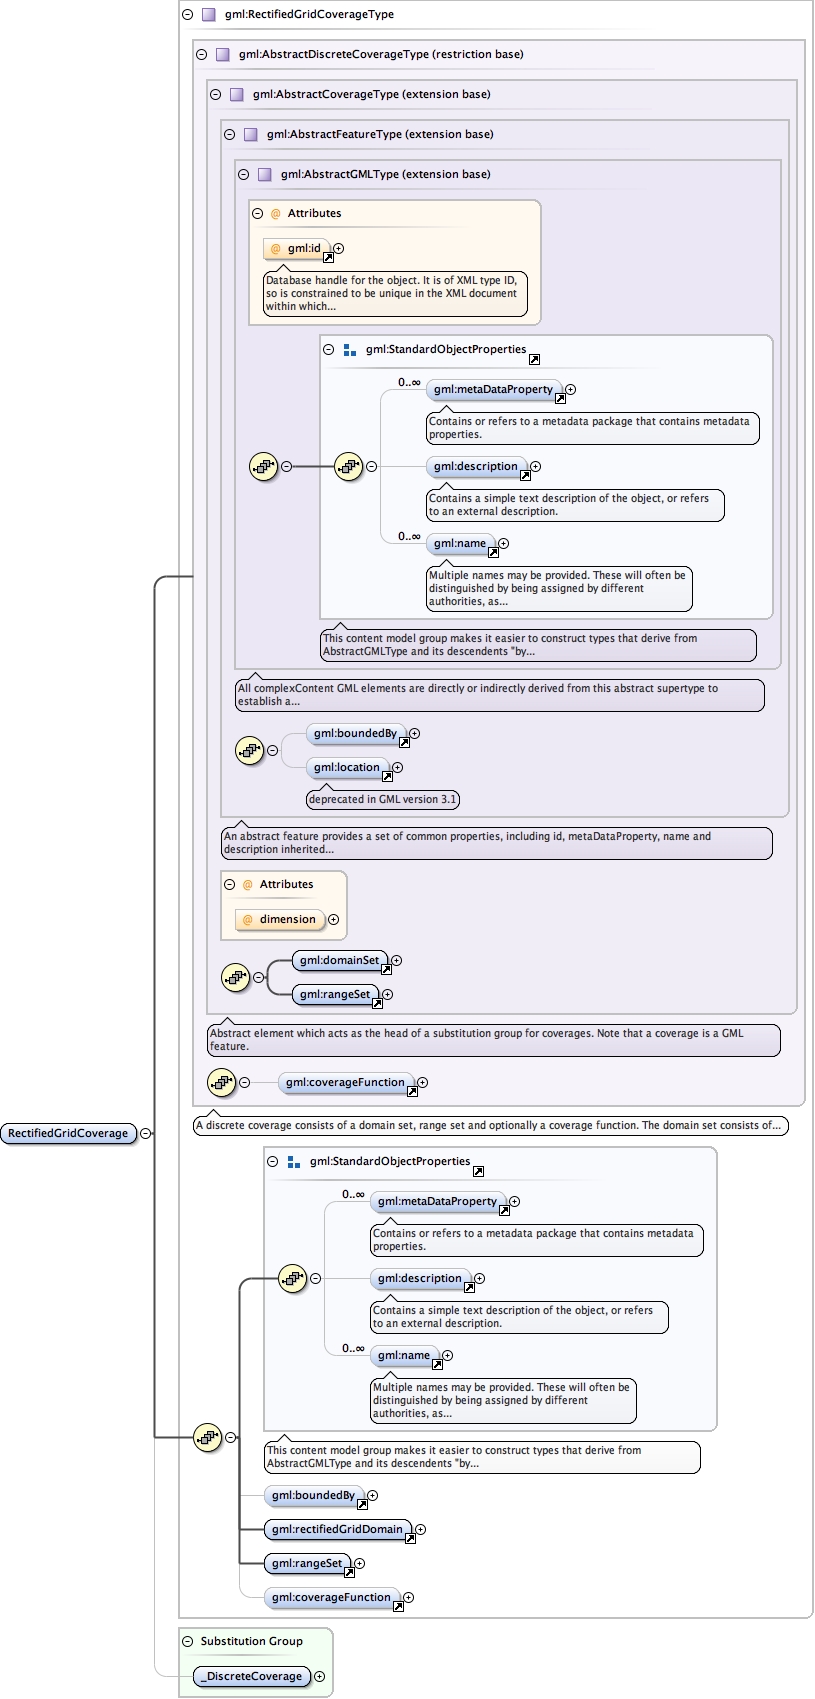 gml:RectifiedGridCoverageType
gml:AbstractDiscreteCoverageType (restriction base)
gml:AbstractCoverageType (extension base)
gml:AbstractFeatureType (extension base)
gml:AbstractGMLType (extension base)
@ Attributes
@ gml:id
Database handle for the object. It is of XML type ID,
so is constrained to be unique in the XML document
within which...
gml:StandardObjectProperties
0..∞
gml:metaDataProperty
Contains or refers to a metadata package that contains metadata
properties.
gml:description
Contains a simple text description of the object, or refers
to an external description.
0..∞
gml:name
Multiple names may be provided. These will often be
distinguished by being assigned by different
authorities, as...
This content model group makes it easier to construct types that derive from
AbstractGMLType and its descendents "by...
All complexContent GML elements are directly or indirectly derived from this abstract supertype to
establish a...
gml:boundedBy
gml:location
deprecated in GML version 3.1
An abstract feature provides a set of common properties, including id, metaDataProperty, name and
description inherited...
@ Attributes
@ dimension
gml:domainSet
gml:rangeSet
Abstract element which acts as the head of a substitution group for coverages. Note that a coverage is a GML
feature.
gml:coverageFunction
A discrete coverage consists of a domain set, range set and optionally a coverage function. The domain set consists of...
RectifiedGridCoverage
gml:StandardObjectProperties
0..∞
gml:metaDataProperty
Contains or refers to a metadata package that contains metadata
properties.
gml:description
Contains a simple text description of the object, or refers
to an external description.
0..∞
gml:name
Multiple names may be provided. These will often be
distinguished by being assigned by different
authorities, as...
This content model group makes it easier to construct types that derive from
AbstractGMLType and its descendents "by...
gml:boundedBy
gml:rectifiedGridDomain
gml:rangeSet
gml:coverageFunction
Substitution Group
_DiscreteCoverage